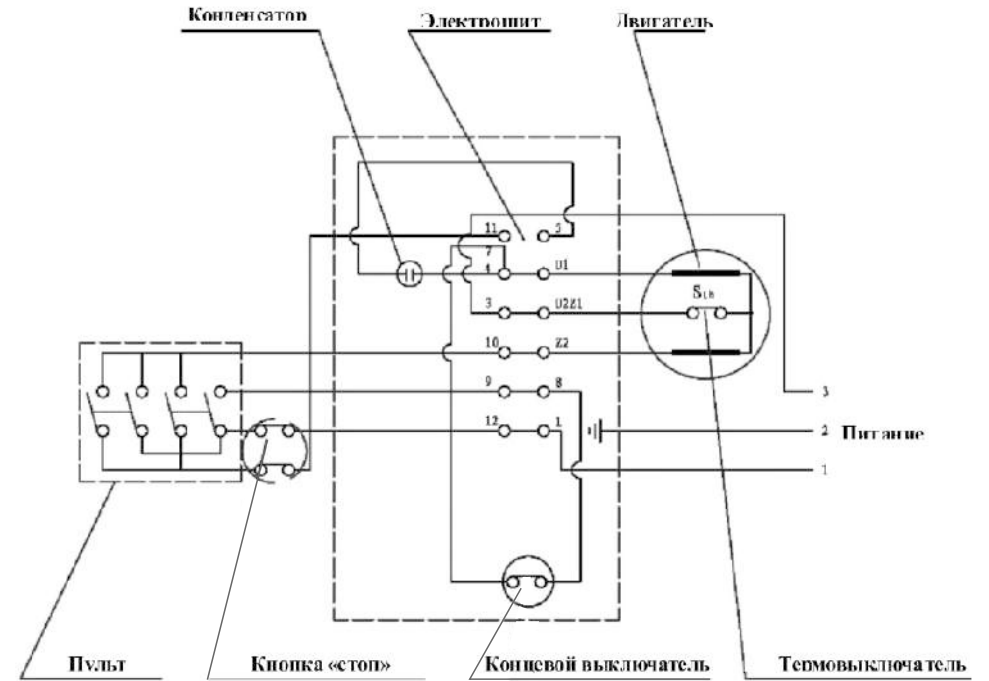 Конденсатор
Электрощит
Двигатель
11 5
7
4 U1
3 U2Z1
10 Z2
9 8
12 1
3
2 Питание
1
Пульт
Кнопка «стоп»
Концевой выключатель
Термовыключатель